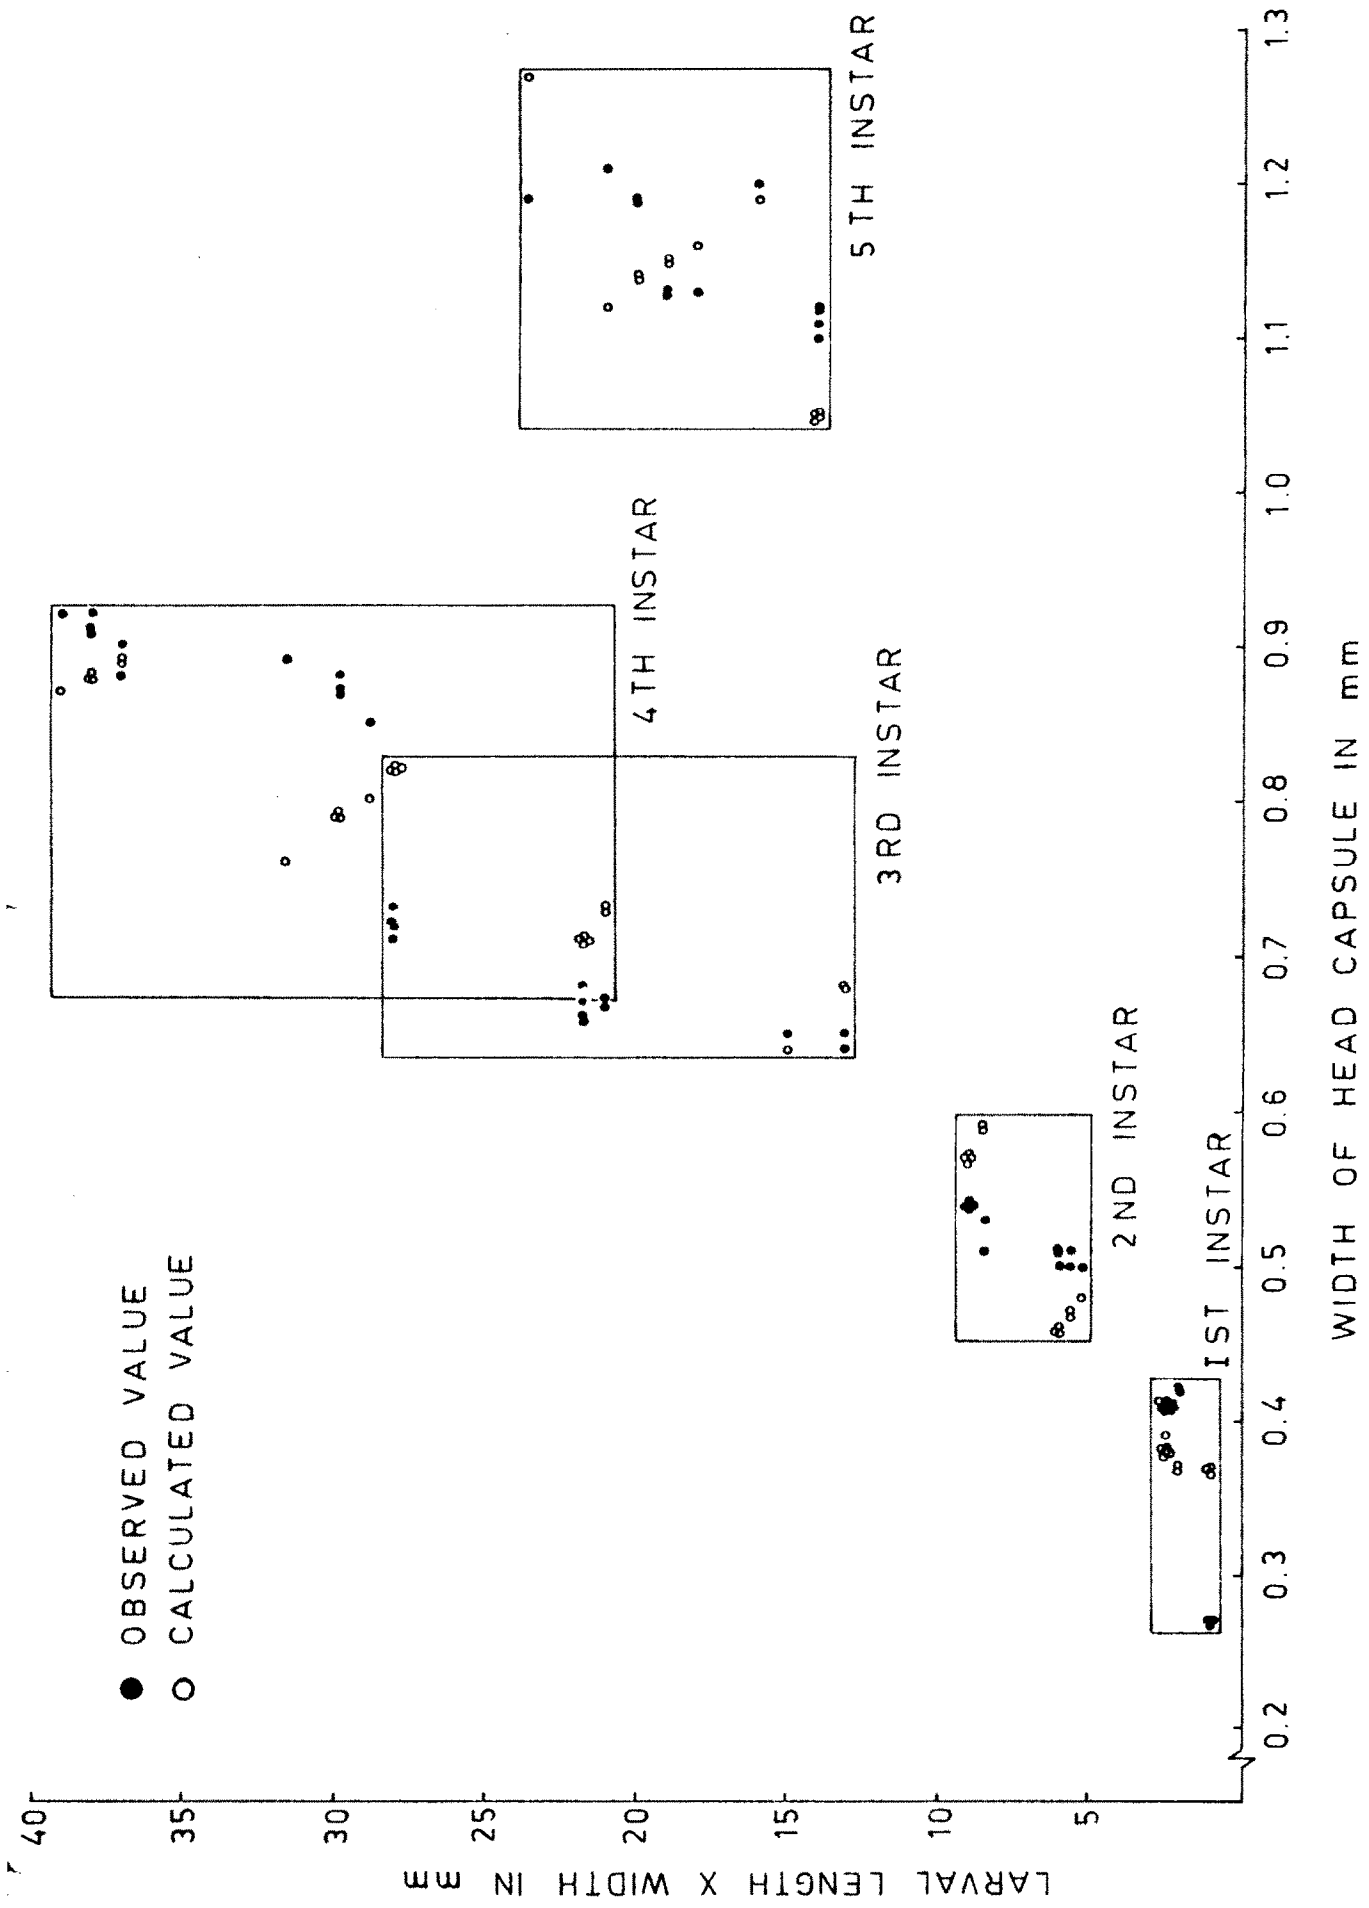 ● OBSERVED VALUE
○ CALCULATED VALUE
40
35
30
25
20
15
10
5
LARVAL LENGTH X WIDTH IN mm
IST INSTAR
2ND INSTAR
3RD INSTAR
4TH INSTAR
5TH INSTAR
0.2 0.3 0.4 0.5 0.6 0.7 0.8 0.9 1.0 1.1 1.2 1.3
WIDTH OF HEAD CAPSULE IN mm